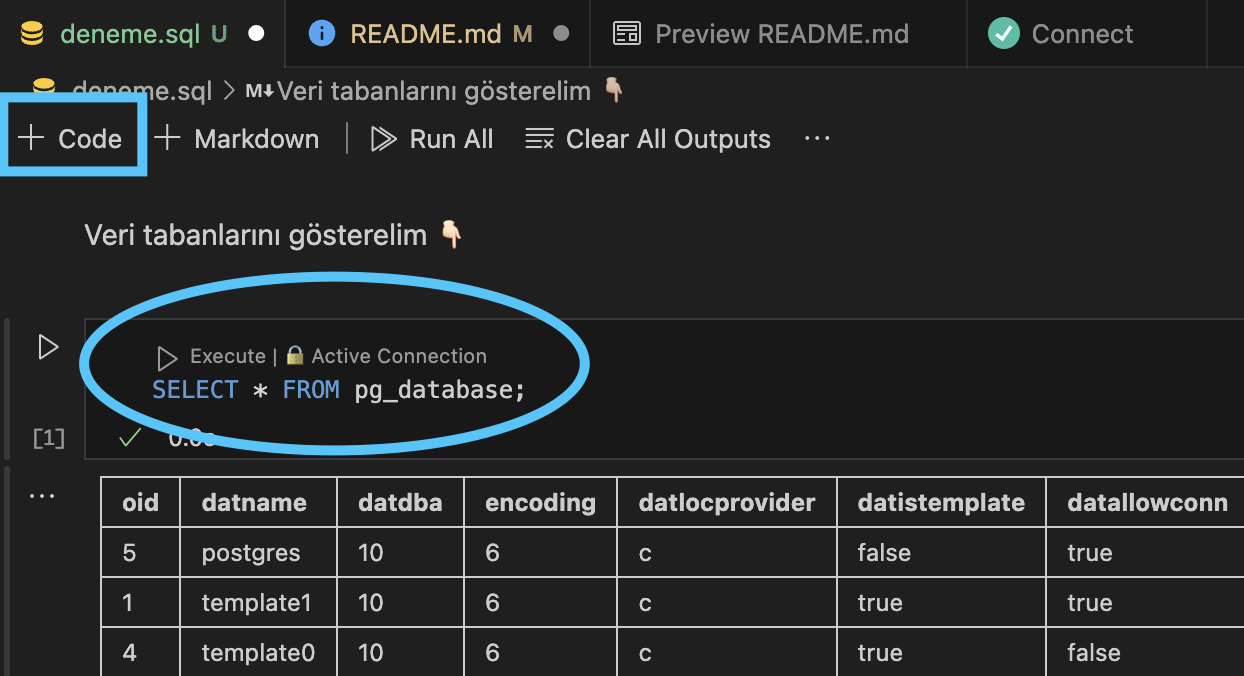 deneme.sql U README.md M Preview README.md Connect
deneme.sql > M↓ Veri tabanlarını gösterelim 👇🏻
+ Code + Markdown | Run All Clear All Outputs ...
Veri tabanlarını gösterelim 👇🏻
Execute | 🔒 Active Connection
SELECT * FROM pg_database;
[1] ✓ 0.0s
...
oid datname datdba encoding datlocprovider datistemplate datallowconn
5 postgres 10 6 c false true
1 template1 10 6 c true true
4 template0 10 6 c true false